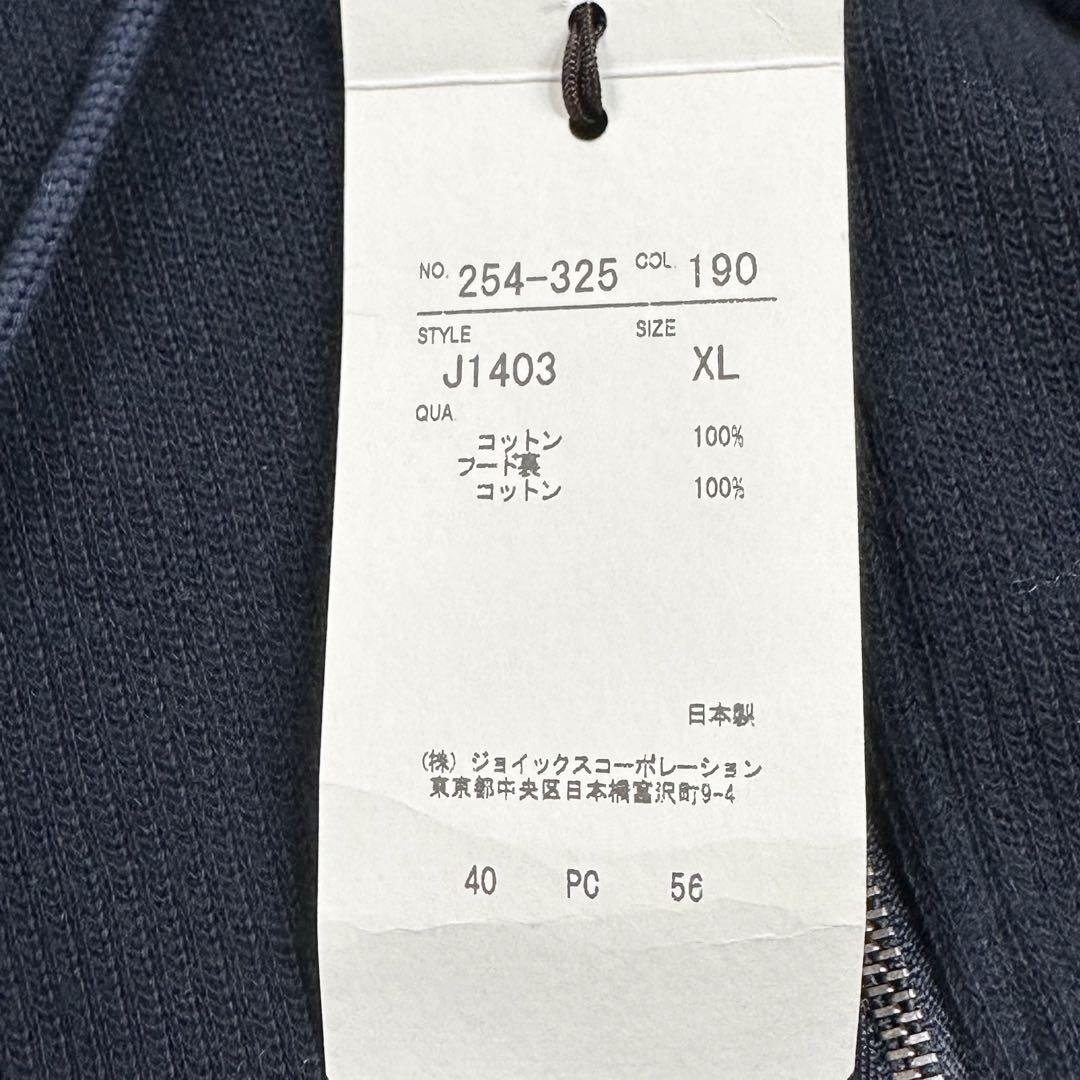 NO. 254-325 COL. 190
STYLE SIZE
J1403 XL
QUA
コットン 100%
フード裏
コットン 100%
日本製
(株) ジョイックスコーポレーション
東京都中央区日本橋富沢町9-4
40 PC 56